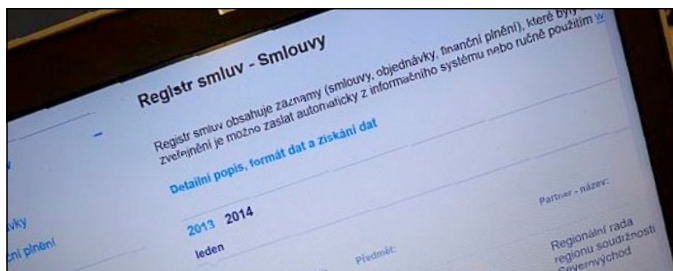 Registr smluv - Smlouvy
Registr smluv obsahuje záznamy (smlouvy, objednávky, finanční plnění), které byly
zveřejnění je možno zaslat automaticky z informačního systému nebo ručně použitím w
Detailní popis, formát dat a získání dat
2013 2014
leden
ční plnění
Předmět:
Partner - název:
Regionální rada
regionu soudržnosti
Severovýchod